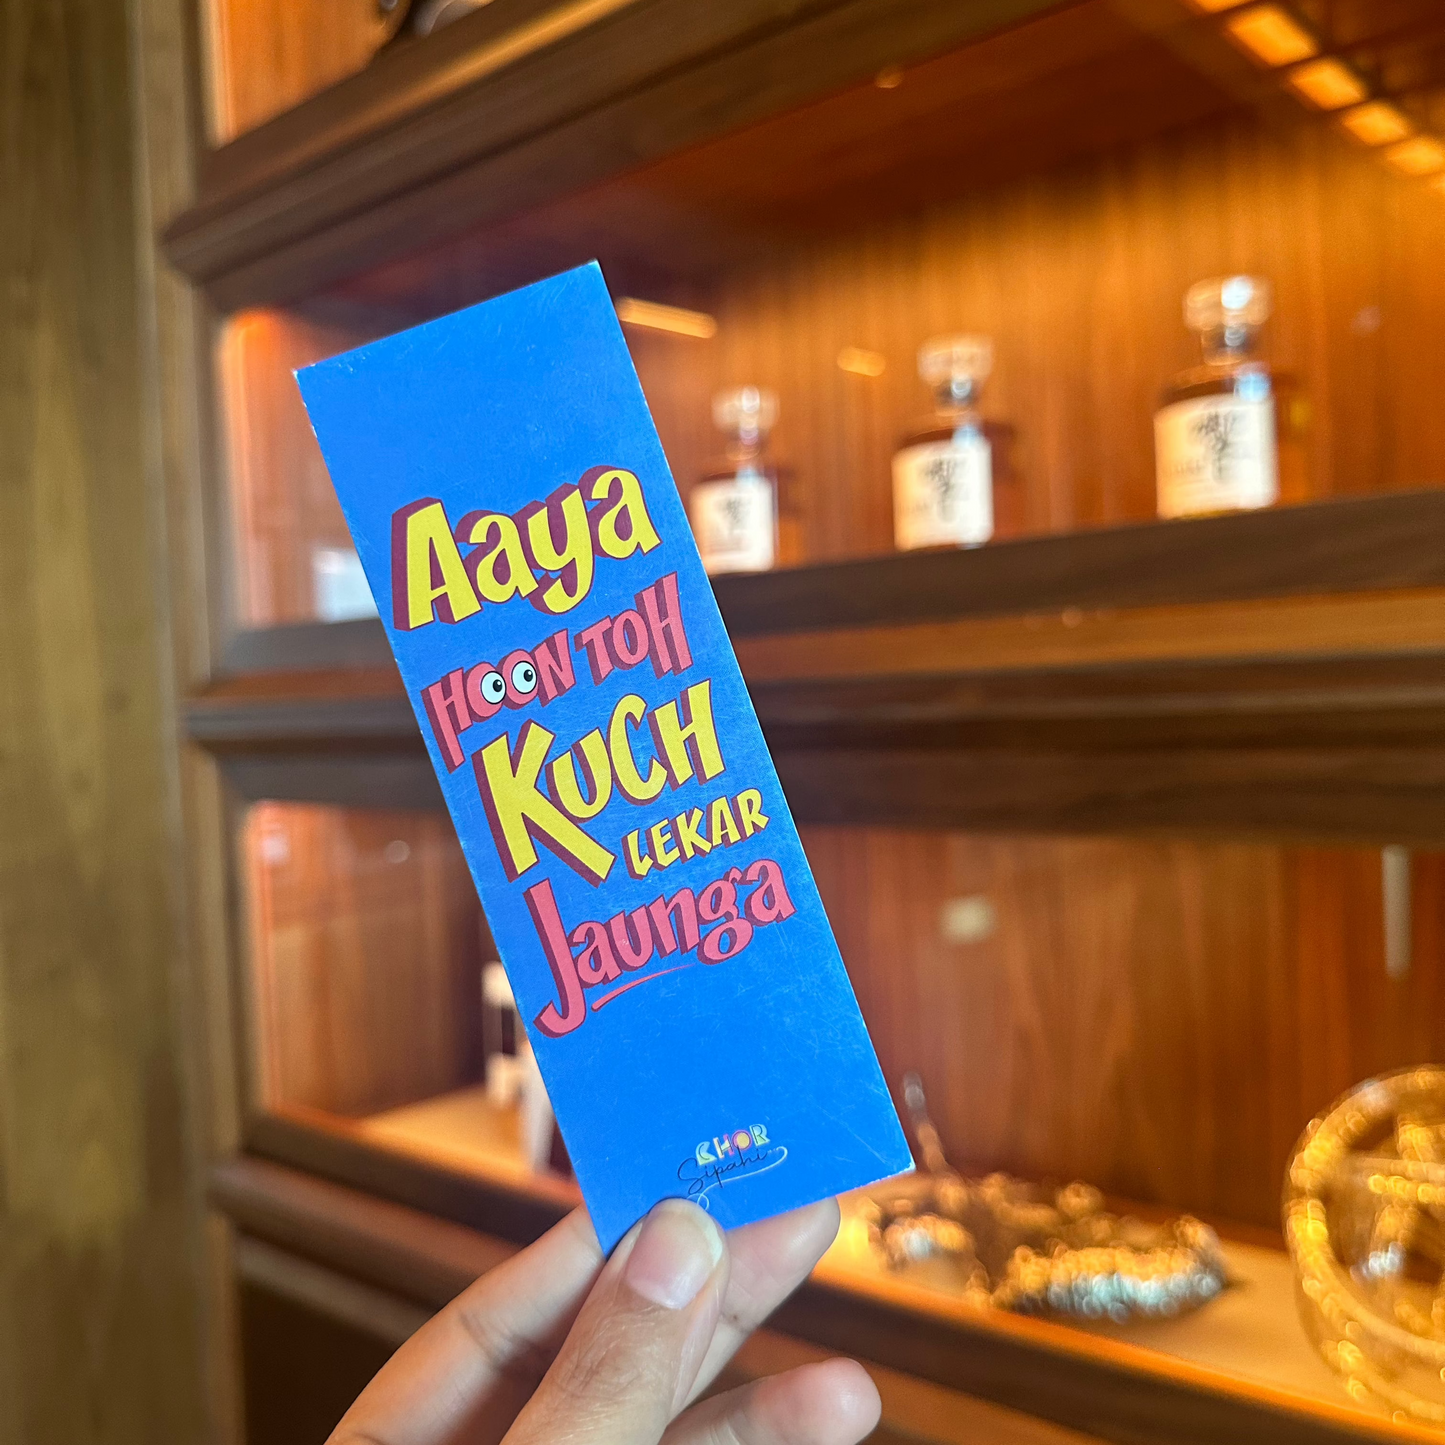 Aaya
HOON TOH
KUCH
LEKAR
Jaunga
CHOR
Sipahi